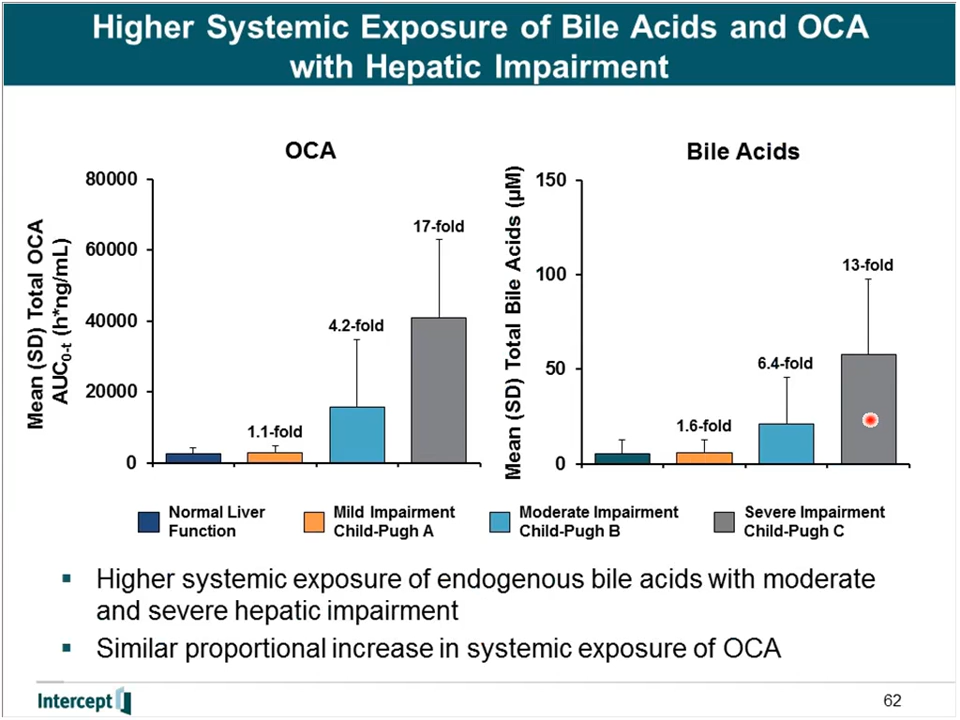 Higher Systemic Exposure of Bile Acids and OCA
with Hepatic Impairment
OCA
Mean (SD) Total OCA
AUC0-t (h*ng/mL)
80000
60000
40000
20000
0
1.1-fold
4.2-fold
17-fold
Bile Acids
Mean (SD) Total Bile Acids (µM)
150
100
50
0
1.6-fold
6.4-fold
13-fold
Normal Liver
Function
Mild Impairment
Child-Pugh A
Moderate Impairment
Child-Pugh B
Severe Impairment
Child-Pugh C
▪ Higher systemic exposure of endogenous bile acids with moderate
and severe hepatic impairment
▪ Similar proportional increase in systemic exposure of OCA
Intercept
62